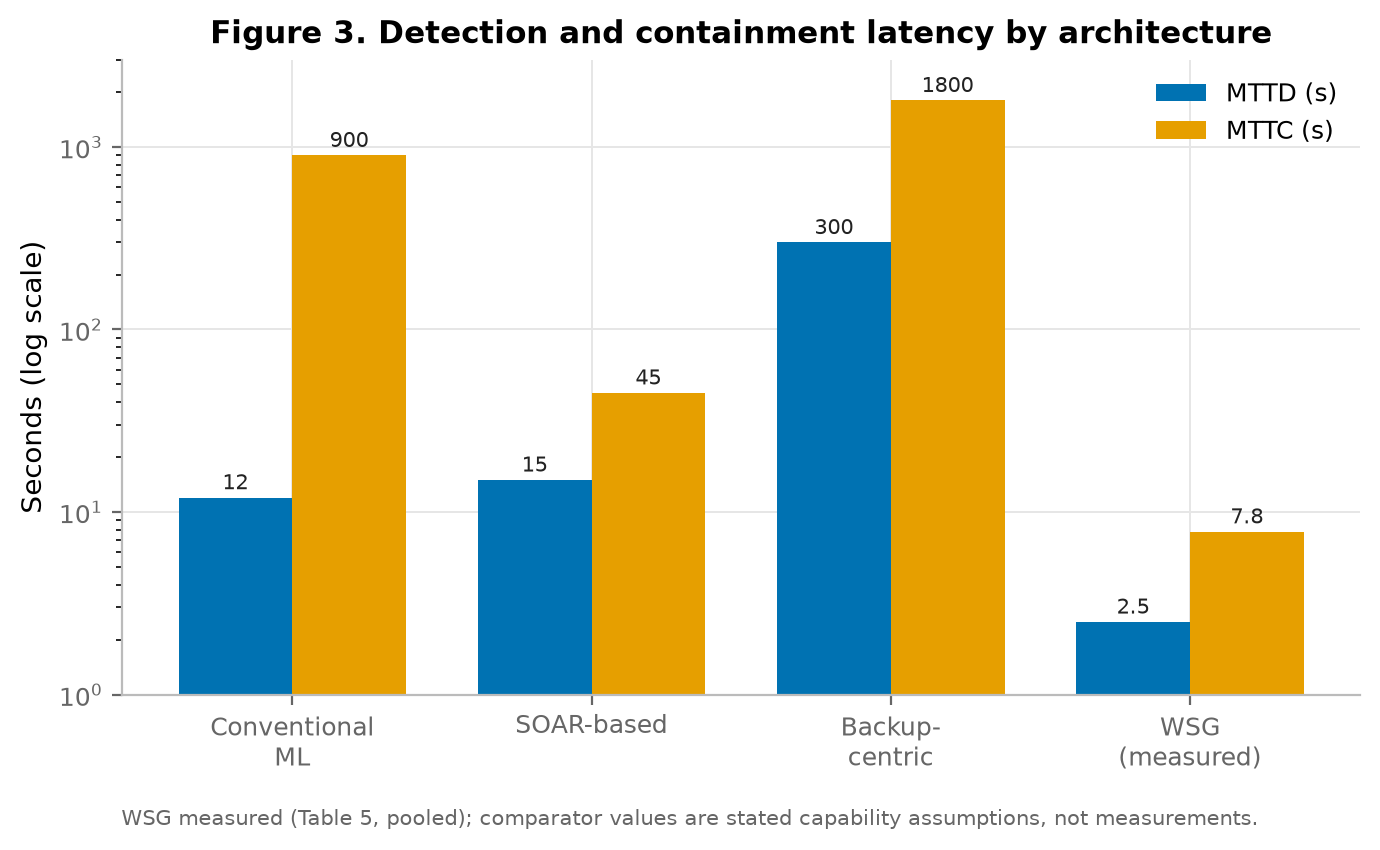 Figure 3. Detection and containment latency by architecture
MTTD (s)
MTTC (s)
Seconds (log scale)
10³
10²
10¹
10⁰
12
900
15
45
300
1800
2.5
7.8
Conventional
ML
SOAR-based
Backup-
centric
WSG
(measured)
WSG measured (Table 5, pooled); comparator values are stated capability assumptions, not measurements.